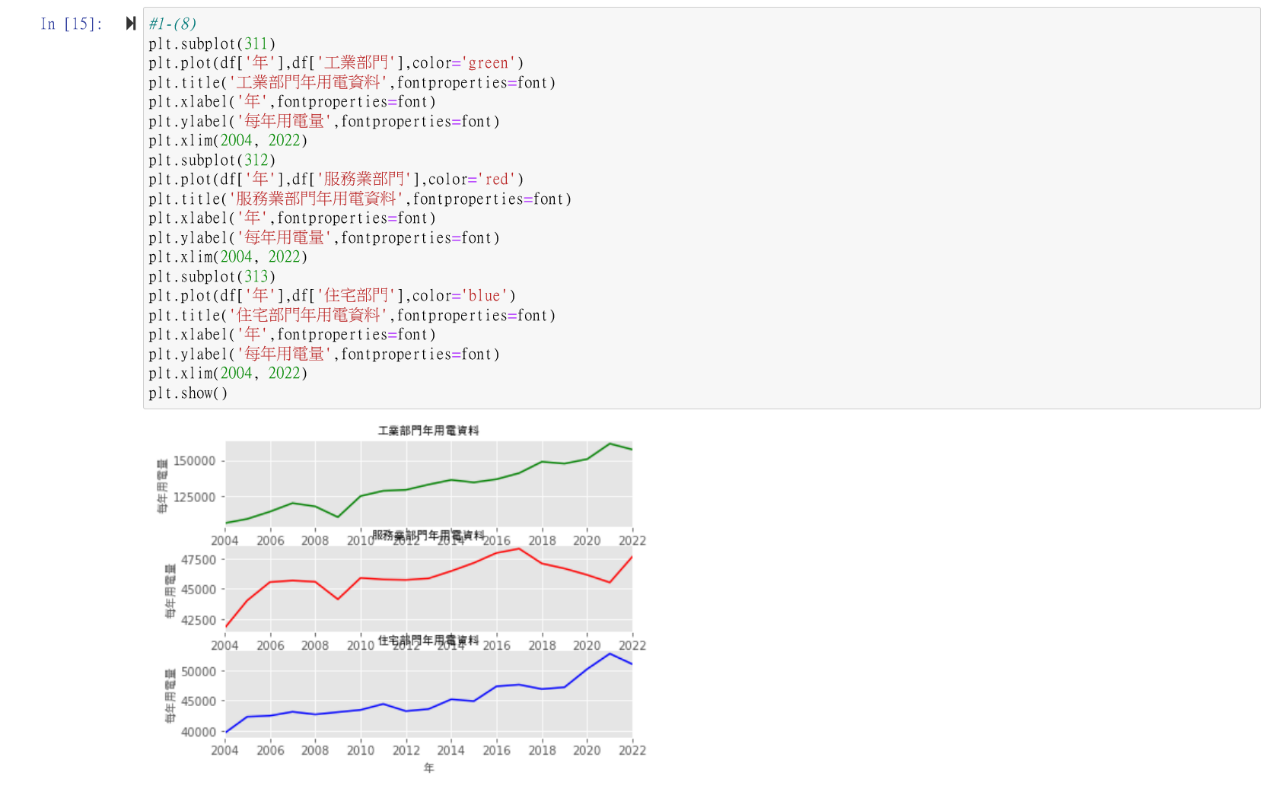 In [15]:
#1-(8)
plt.subplot(311)
plt.plot(df['年'],df['工業部門'],color='green')
plt.title('工業部門年用電資料',fontproperties=font)
plt.xlabel('年',fontproperties=font)
plt.ylabel('每年用電量',fontproperties=font)
plt.xlim(2004, 2022)
plt.subplot(312)
plt.plot(df['年'],df['服務業部門'],color='red')
plt.title('服務業部門年用電資料',fontproperties=font)
plt.xlabel('年',fontproperties=font)
plt.ylabel('每年用電量',fontproperties=font)
plt.xlim(2004, 2022)
plt.subplot(313)
plt.plot(df['年'],df['住宅部門'],color='blue')
plt.title('住宅部門年用電資料',fontproperties=font)
plt.xlabel('年',fontproperties=font)
plt.ylabel('每年用電量',fontproperties=font)
plt.xlim(2004, 2022)
plt.show()
工業部門年用電資料
每年用電量
150000
125000
2004 2006 2008 2010 2012 2014 2016 2018 2020 2022
服務業部門年用電資料
每年用電量
47500
45000
42500
2004 2006 2008 2010 2012 2014 2016 2018 2020 2022
住宅部門年用電資料
每年用電量
50000
45000
40000
2004 2006 2008 2010 2012 2014 2016 2018 2020 2022
年